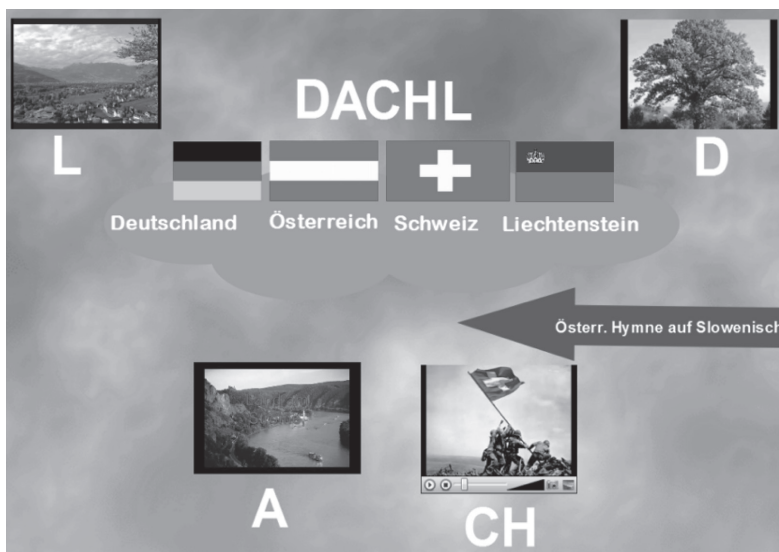 DACHL
L
D
Deutschland Österreich Schweiz Liechtenstein
Österr. Hymne auf Slowenisch
A
CH